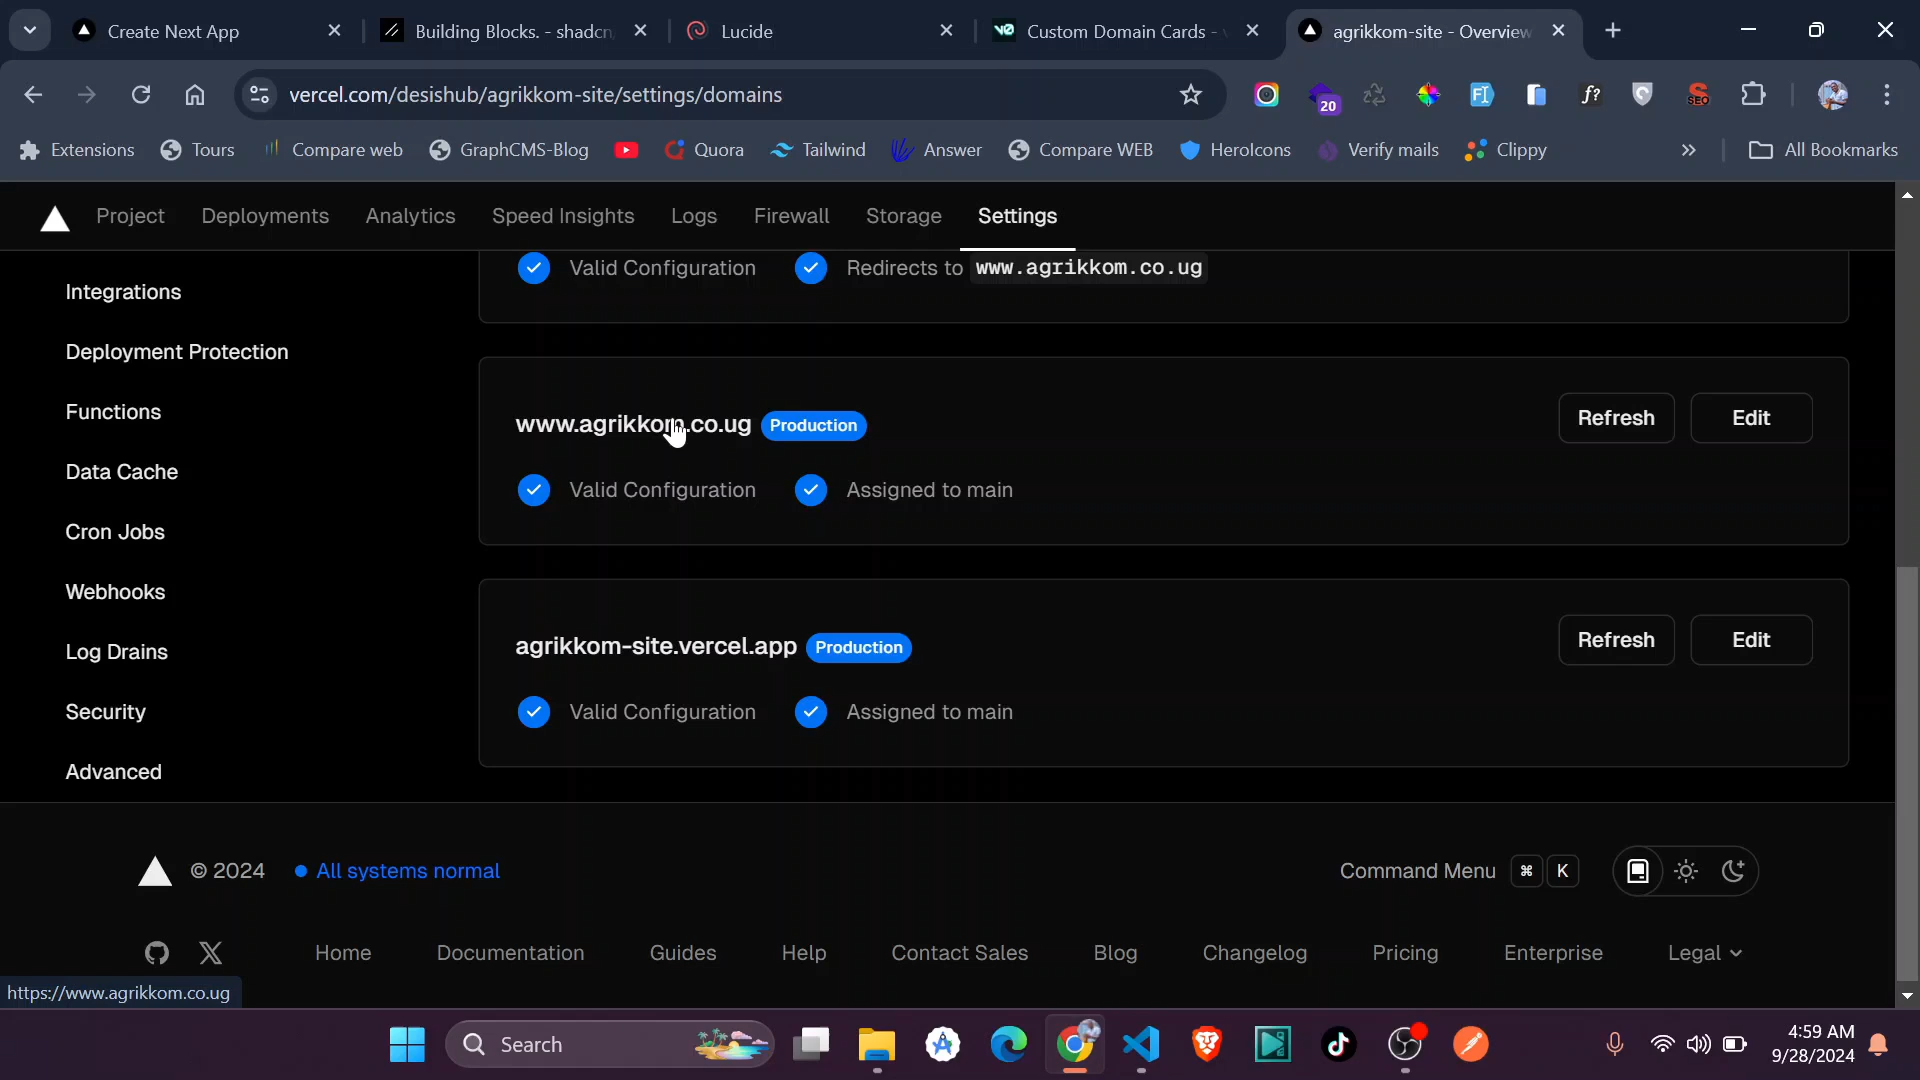 Create Next App
Building Blocks. - shadcn
Lucide
Custom Domain Cards -
agrikkom-site - Overview
vercel.com/desishub/agrikkom-site/settings/domains
20
f?
SEO
Extensions
Tours
Compare web
GraphCMS-Blog
Quora
Tailwind
Answer
Compare WEB
HeroIcons
Verify mails
Clippy
All Bookmarks
Project
Deployments
Analytics
Speed Insights
Logs
Firewall
Storage
Settings
Integrations
Deployment Protection
Functions
Data Cache
Cron Jobs
Webhooks
Log Drains
Security
Advanced
Valid Configuration
Redirects to www.agrikkom.co.ug
www.agrikkom.co.ug Production
Refresh
Edit
Valid Configuration
Assigned to main
agrikkom-site.vercel.app Production
Refresh
Edit
Valid Configuration
Assigned to main
© 2024
All systems normal
Command Menu ⌘ K
Home
Documentation
Guides
Help
Contact Sales
Blog
Changelog
Pricing
Enterprise
Legal
https://www.agrikkom.co.ug
Search
4:59 AM
9/28/2024